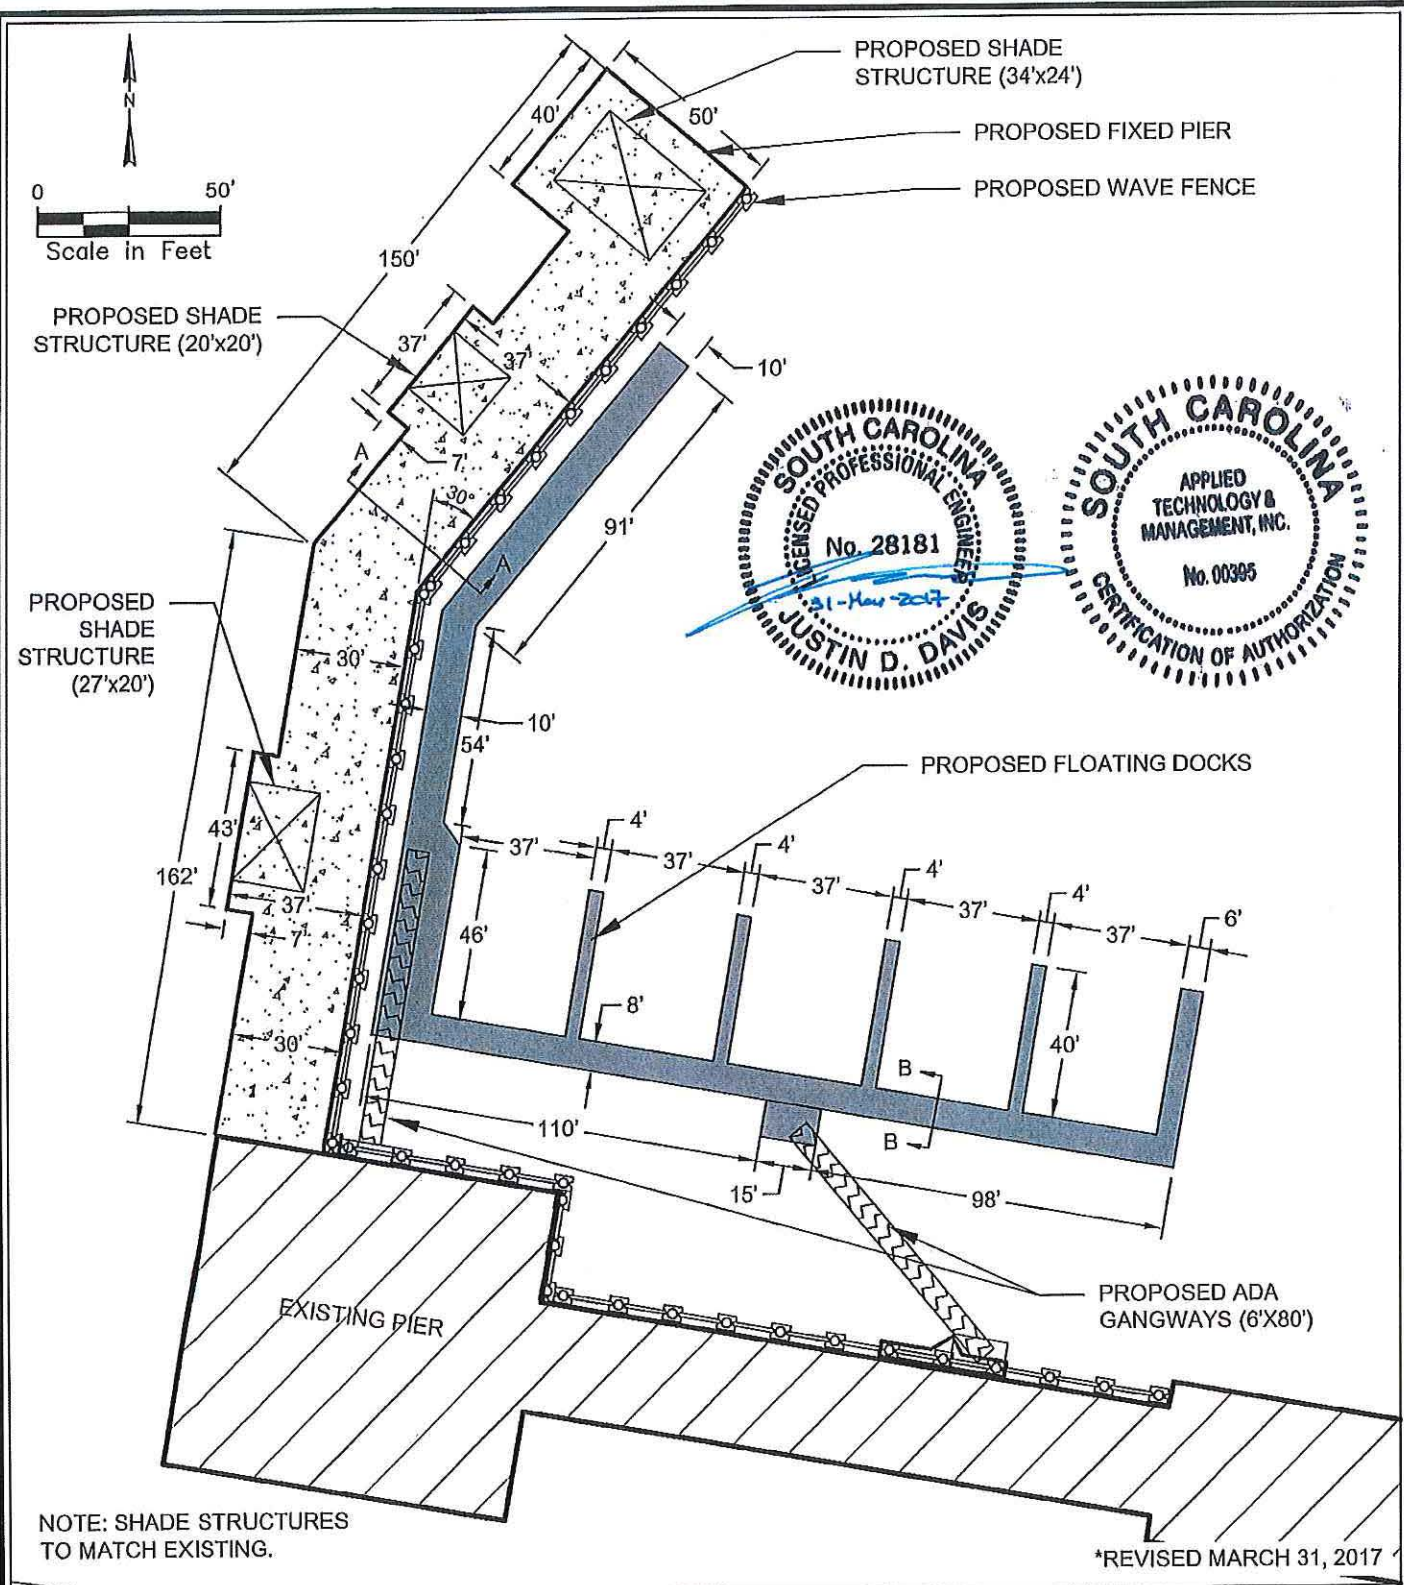 N
0 50'
Scale in Feet
PROPOSED SHADE
STRUCTURE (34'x24')
PROPOSED FIXED PIER
PROPOSED WAVE FENCE
40'
50'
150'
PROPOSED SHADE
STRUCTURE (20'x20')
37'
37'
10'
7'
A
30°
A
91'
SOUTH CAROLINA
LICENSED PROFESSIONAL ENGINEER
No. 28181
31-Mar-2017
JUSTIN D. DAVIS
SOUTH CAROLINA
APPLIED
TECHNOLOGY &
MANAGEMENT, INC.
No. 00395
CERTIFICATION OF AUTHORIZATION
PROPOSED
SHADE
STRUCTURE
(27'x20')
30'
10'
54'
PROPOSED FLOATING DOCKS
43'
162'
37'
7'
37'
4'
37'
4'
37'
4'
37'
4'
37'
6'
46'
8'
40'
30'
B
B
110'
15'
98'
PROPOSED ADA
GANGWAYS (6'X80')
EXISTING PIER
NOTE: SHADE STRUCTURES
TO MATCH EXISTING.
*REVISED MARCH 31, 2017